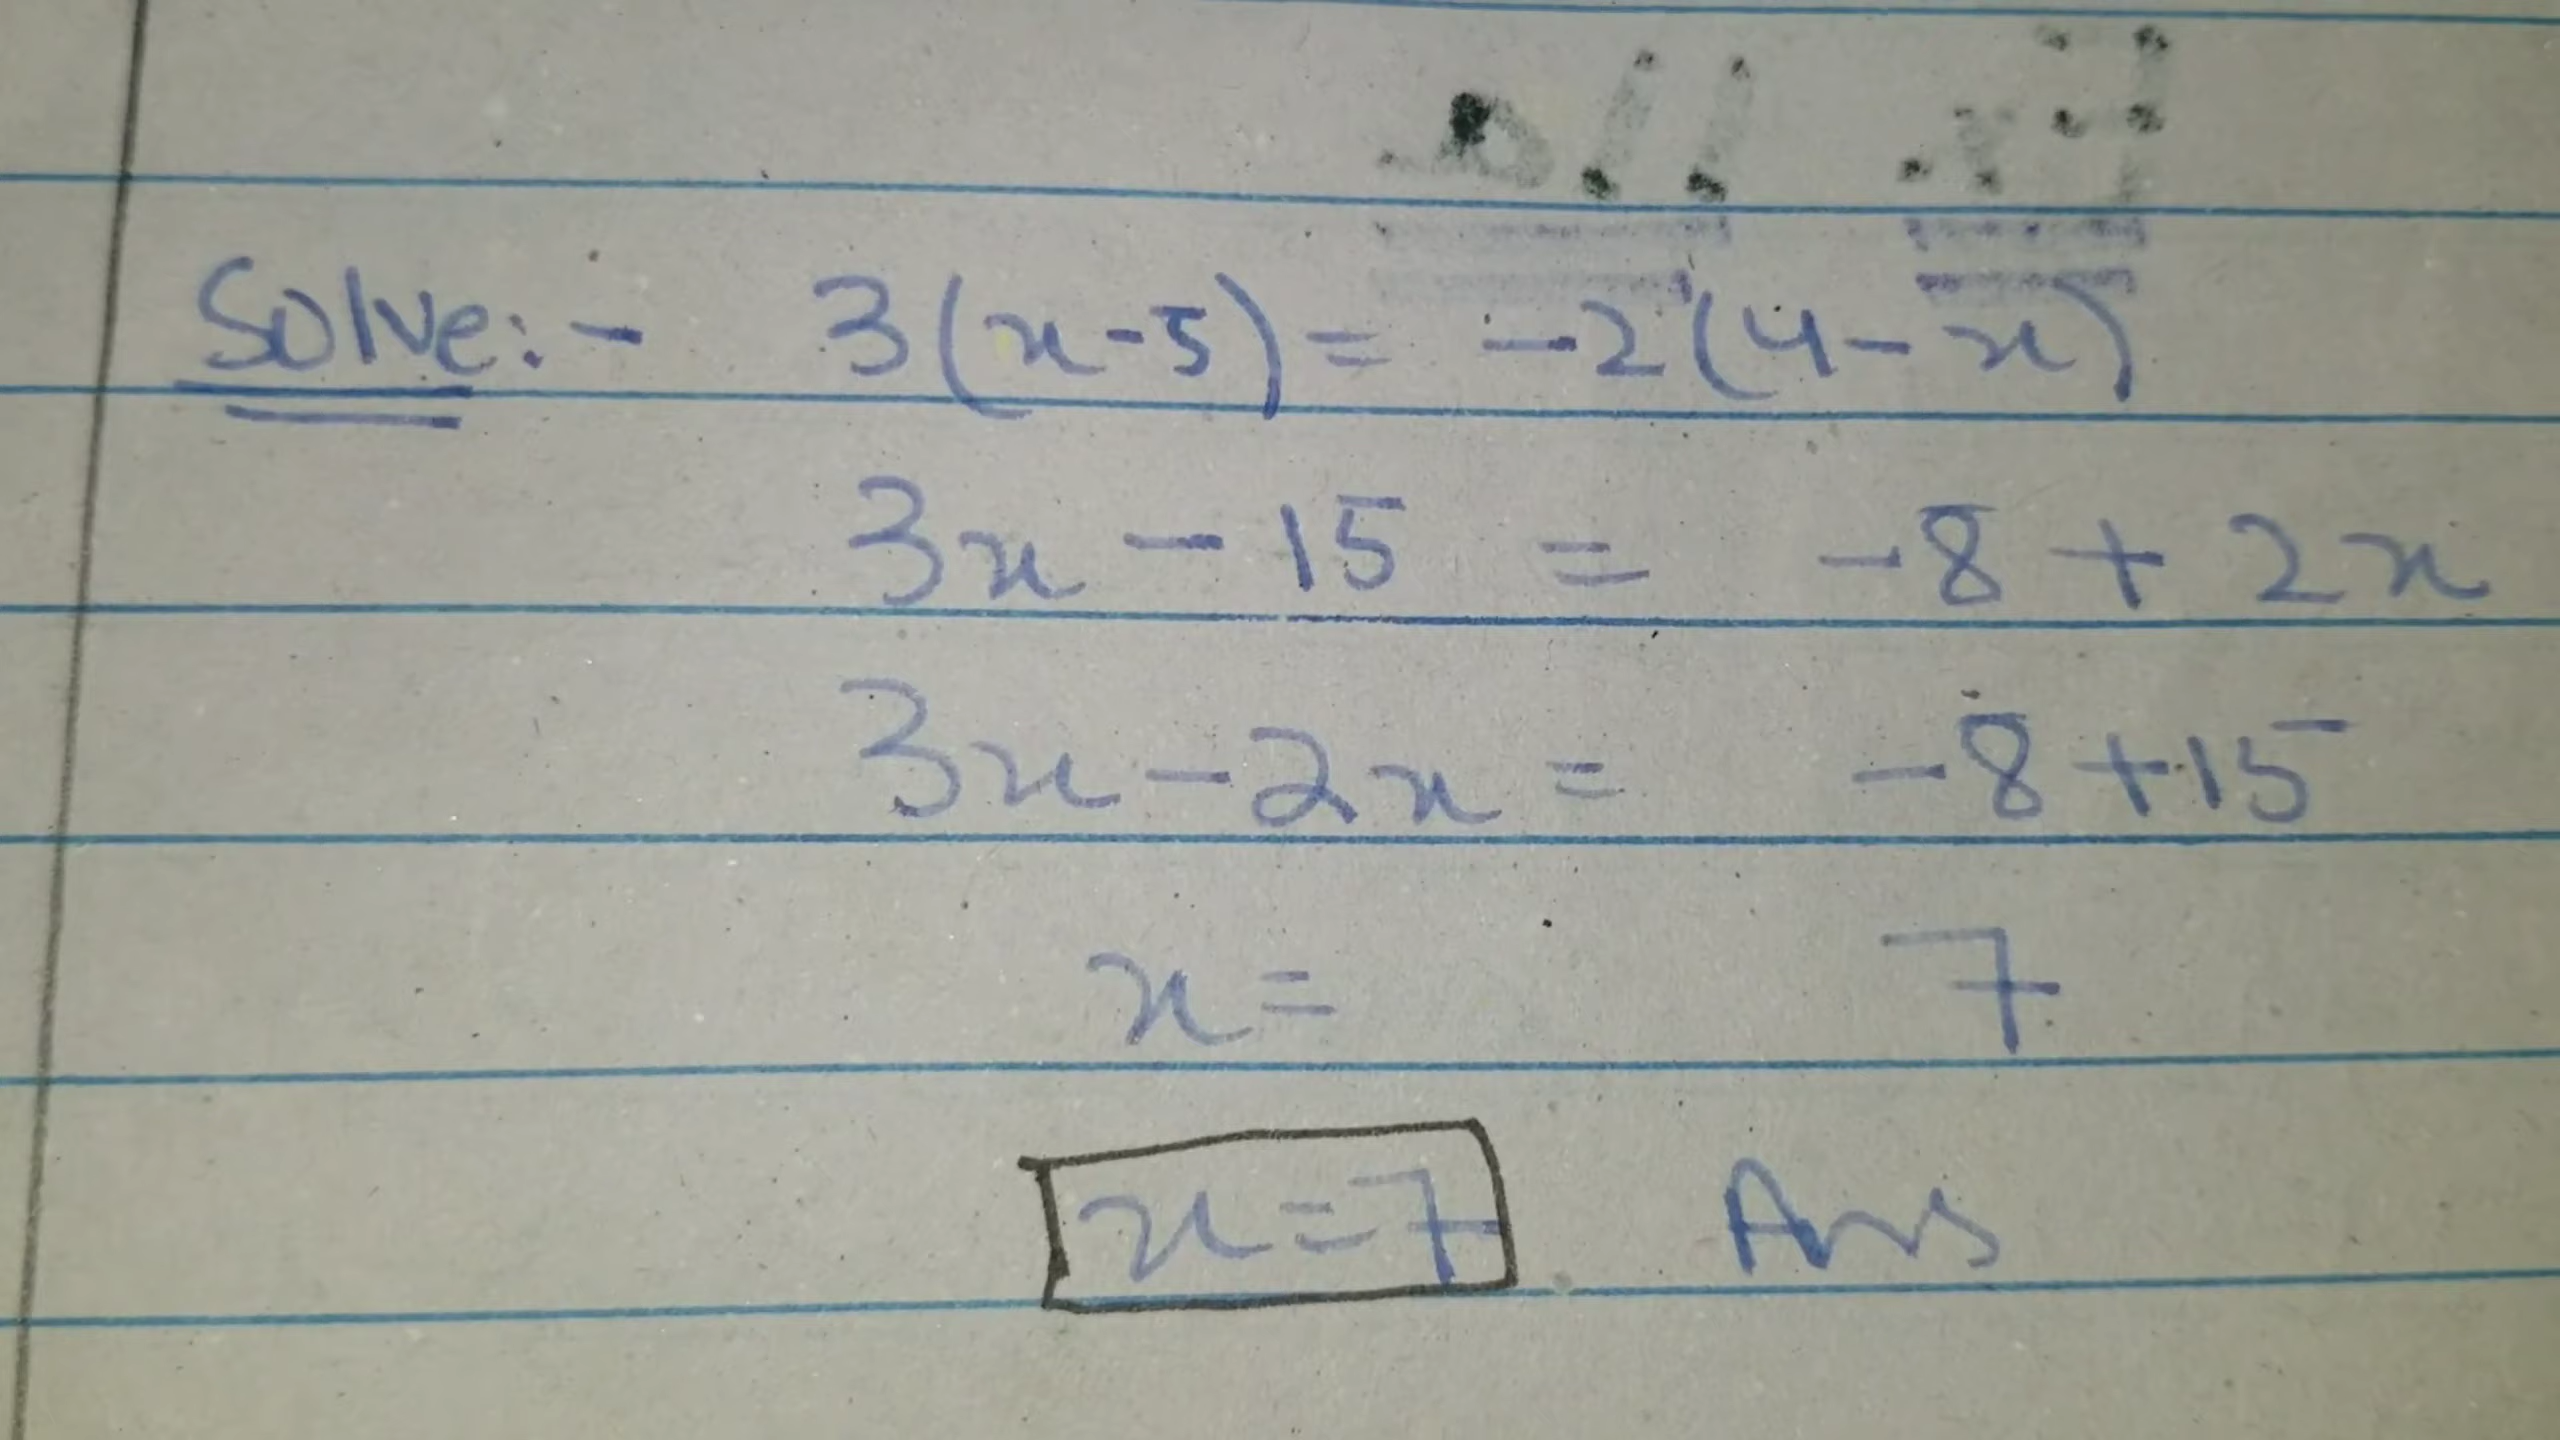 Solve:- 3(x-5) = -2(4-x)
3x - 15 = -8 + 2x
3x - 2x = -8 + 15
x = 7
x = 7 Ans